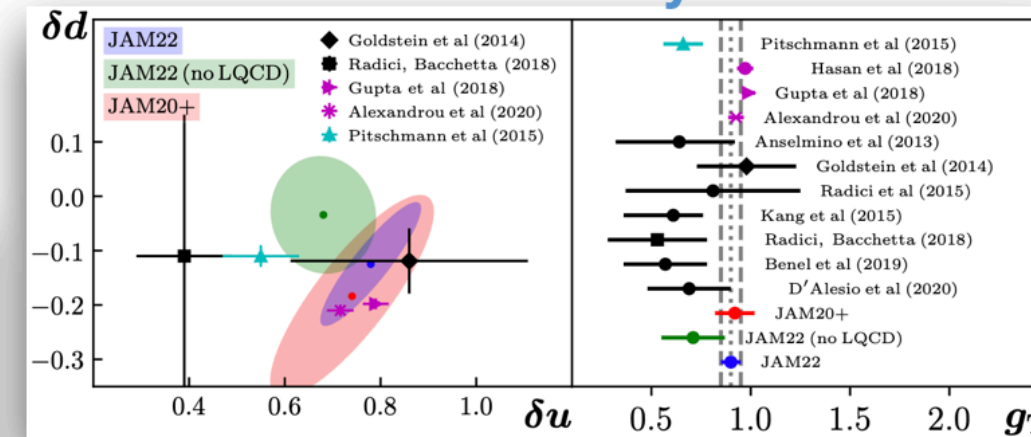 δd
JAM22
JAM22 (no LQCD)
JAM20+
Goldstein et al (2014)
Radici, Bacchetta (2018)
Gupta et al (2018)
Alexandrou et al (2020)
Pitschmann et al (2015)
0.1
0.0
−0.1
−0.2
−0.3
0.4 0.6 0.8 1.0
δu
Pitschmann et al (2015)
Hasan et al (2018)
Gupta et al (2018)
Alexandrou et al (2020)
Anselmino et al (2013)
Goldstein et al (2014)
Radici et al (2015)
Kang et al (2015)
Radici, Bacchetta (2018)
Benel et al (2019)
D′Alesio et al (2020)
JAM20+
JAM22 (no LQCD)
JAM22
0.5 1.0 1.5 2.0